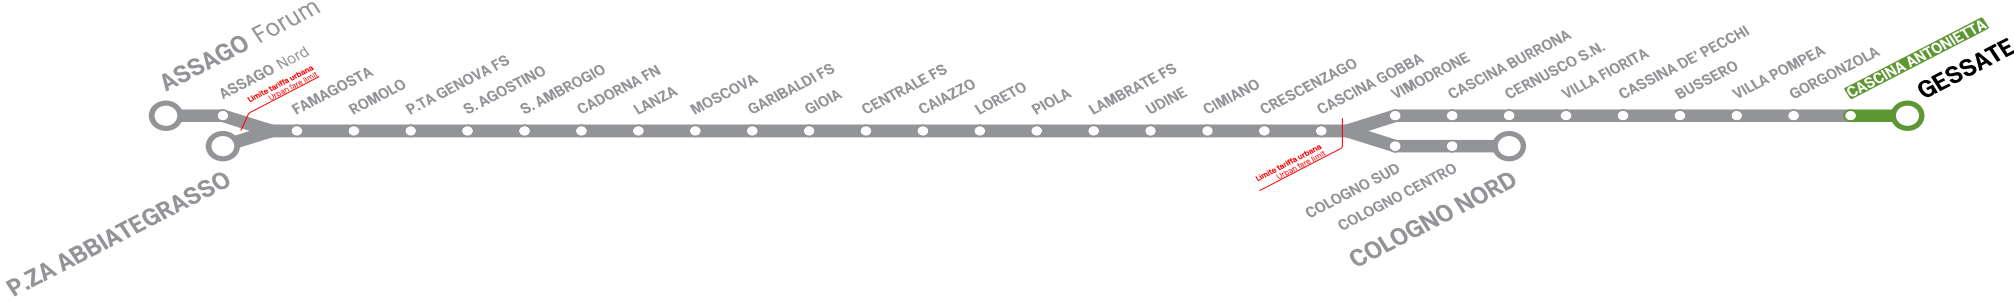 ASSAGO Forum
ASSAGO Nord
Limite tariffa urbana
Urban fare limit
P.ZA ABBIATEGRASSO
FAMAGOSTA
ROMOLO
P.TA GENOVA FS
S. AGOSTINO
S. AMBROGIO
CADORNA FN
LANZA
MOSCOVA
GARIBALDI FS
GIOIA
CENTRALE FS
CAIAZZO
LORETO
PIOLA
LAMBRATE FS
UDINE
CIMIANO
CRESCENZAGO
CASCINA GOBBA
Limite tariffa urbana
Urban fare limit
VIMODRONE
CASCINA BURRONA
CERNUSCO S.N.
VILLA FIORITA
CASSINA DE' PECCHI
BUSSERO
VILLA POMPEA
GORGONZOLA
CASCINA ANTONIETTA
GESSATE
COLOGNO SUD
COLOGNO CENTRO
COLOGNO NORD